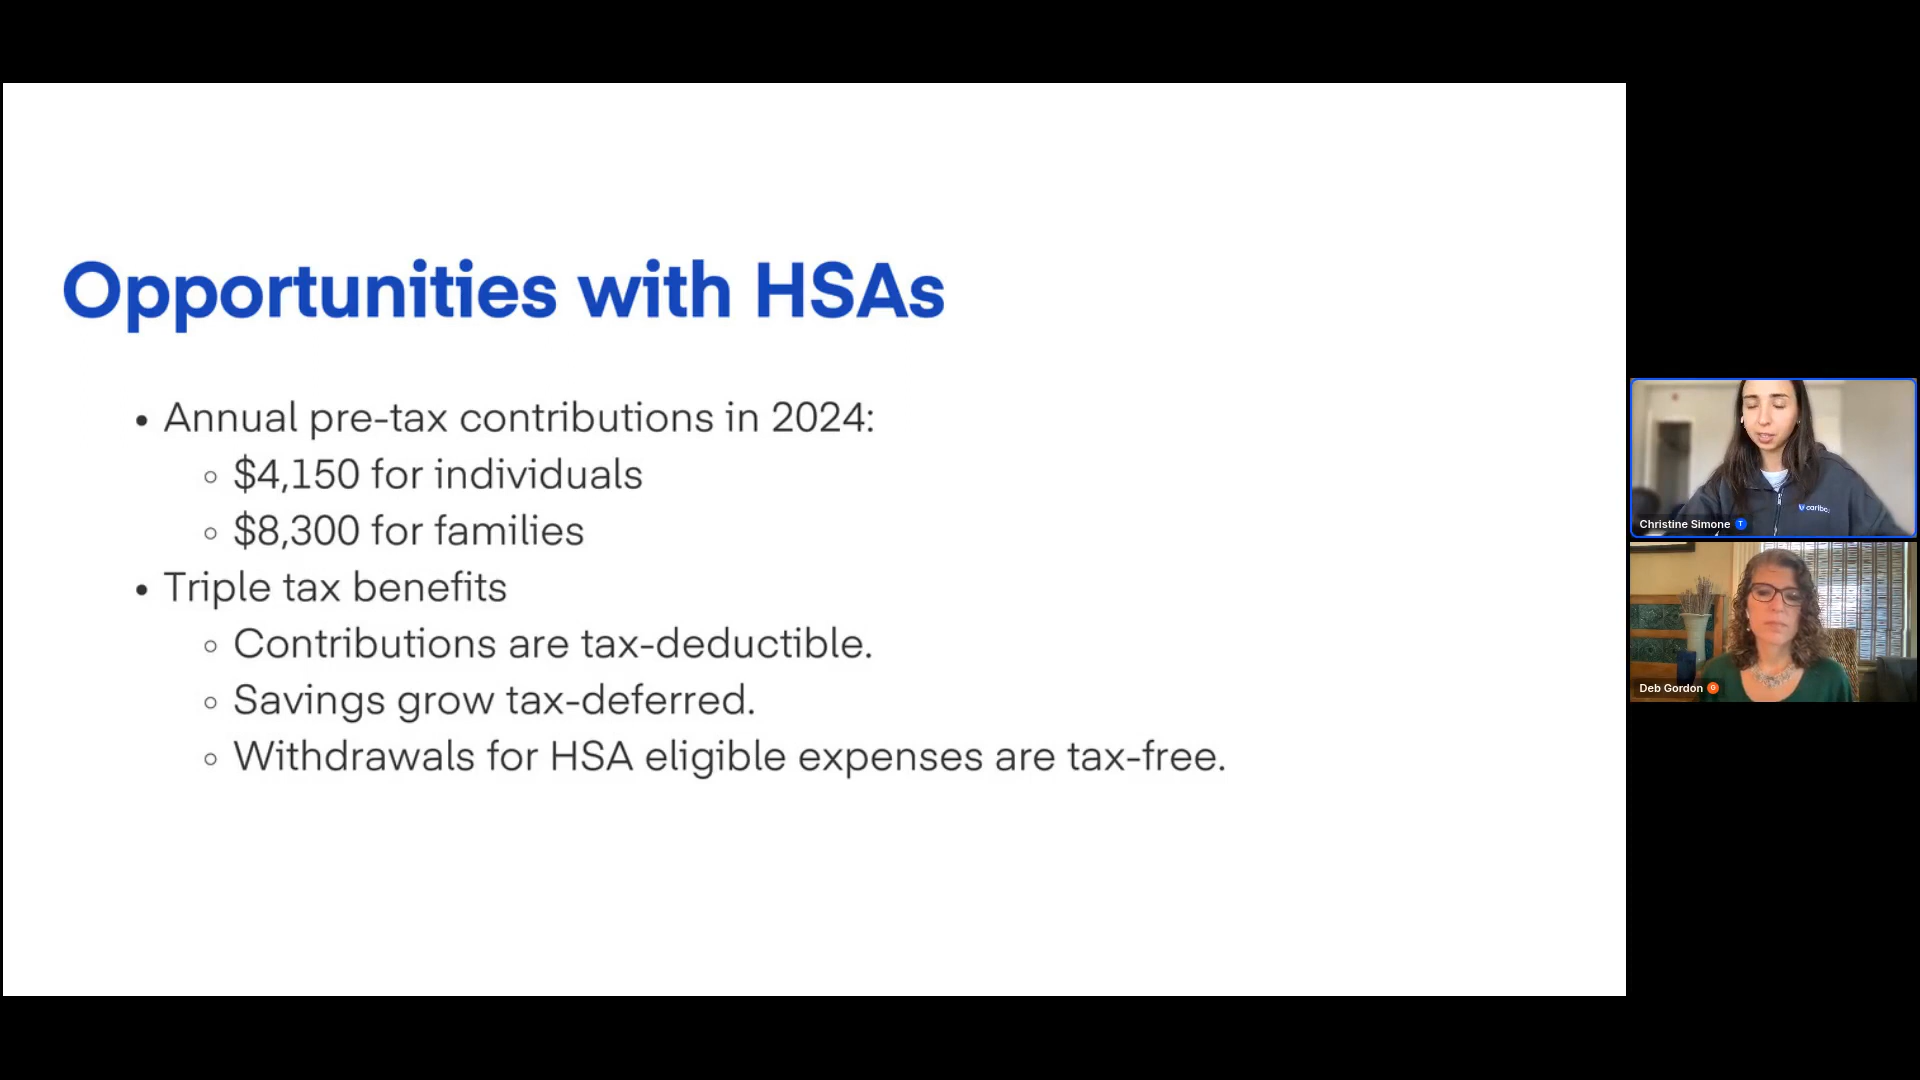 Opportunities with HSAs
• Annual pre-tax contributions in 2024:
◦ $4,150 for individuals
◦ $8,300 for families
• Triple tax benefits
◦ Contributions are tax-deductible.
◦ Savings grow tax-deferred.
◦ Withdrawals for HSA eligible expenses are tax-free.
Christine Simone T
Deb Gordon